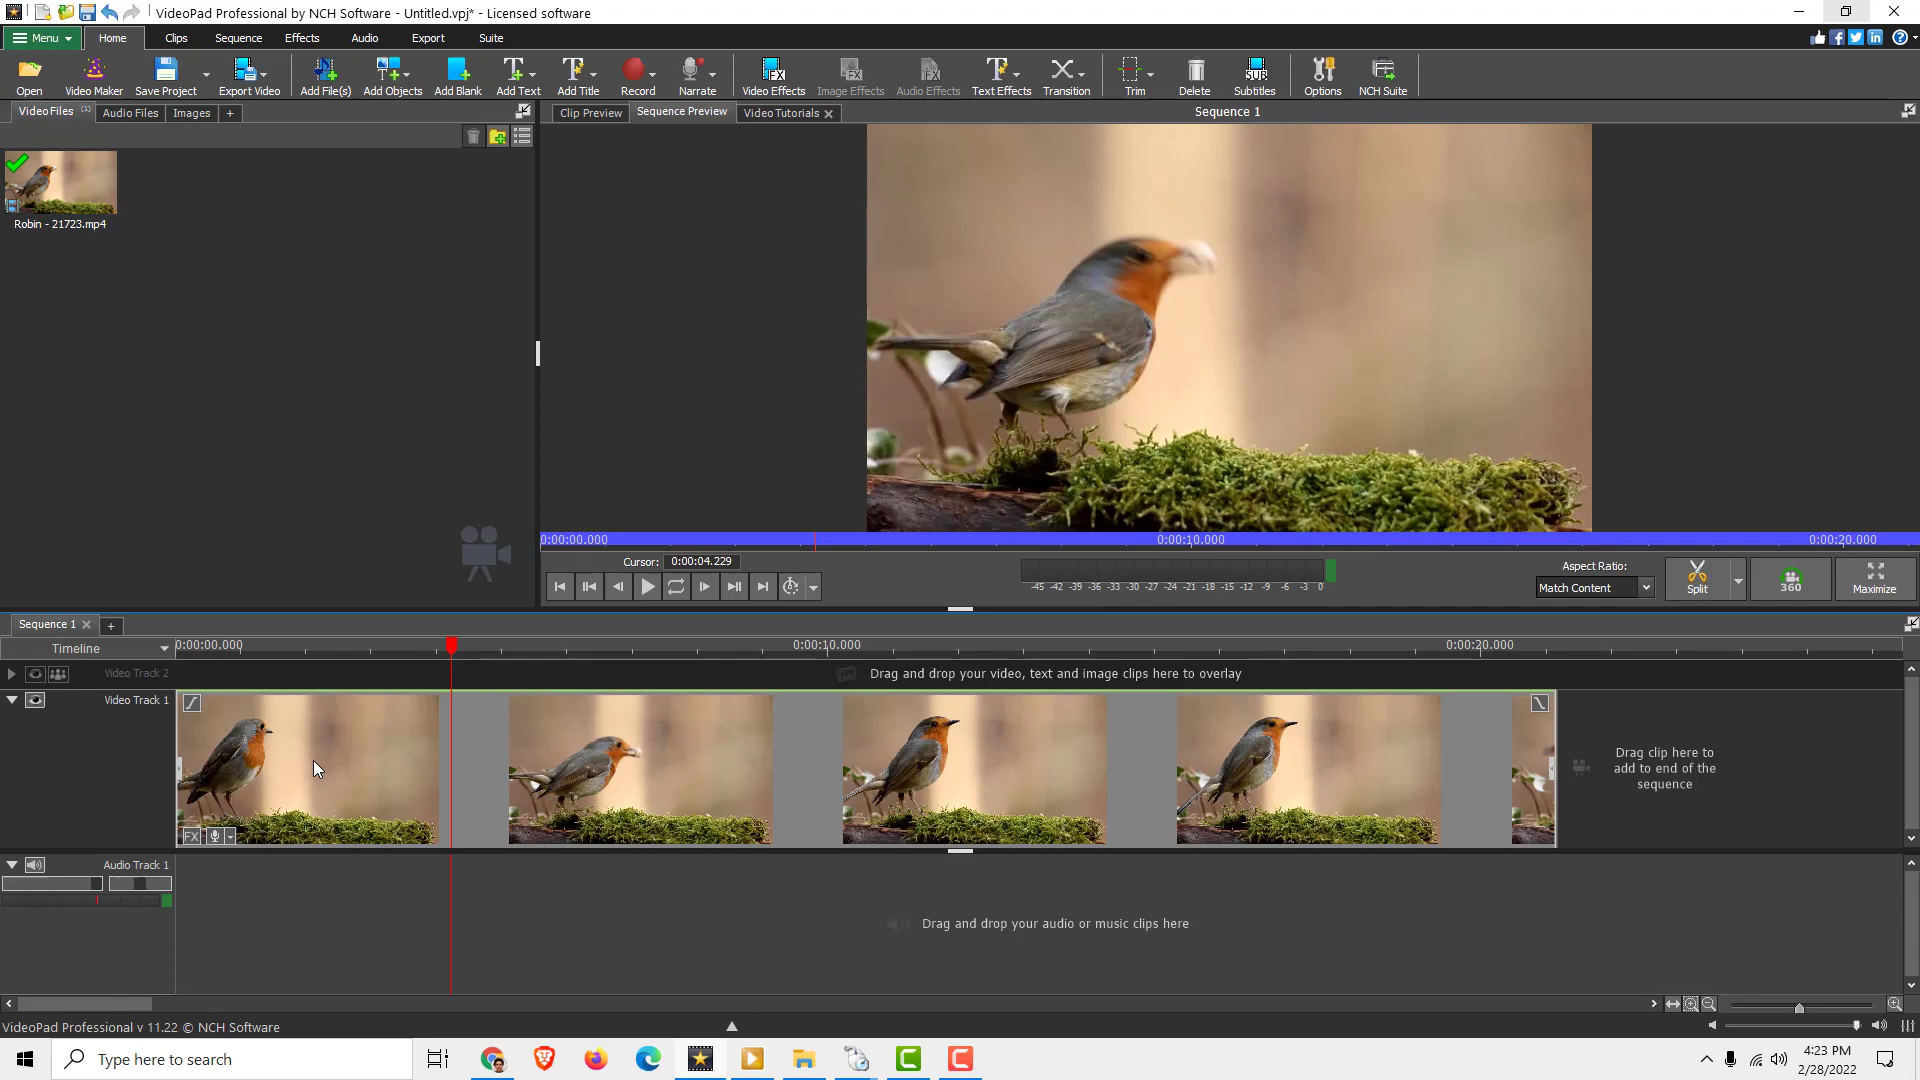 VideoPad Professional by NCH Software - Untitled.vpj* - Licensed software
Menu Home Clips Sequence Effects Audio Export Suite
Open Video Maker Save Project Export Video Add File(s) Add Objects Add Blank Add Text Add Title Record Narrate Video Effects Image Effects Audio Effects Text Effects Transition Trim Delete Subtitles Options NCH Suite
Video Files (1) Audio Files Images +
Clip Preview Sequence Preview Video Tutorials Sequence 1
Robin - 21723.mp4
0:00:00.000 0:00:10.000 0:00:20.000
Cursor: 0:00:04.229
-45 -42 -39 -36 -33 -30 -27 -24 -21 -18 -15 -12 -9 -6 -3 0
Aspect Ratio:
Match Content
Split
360
Maximize
Sequence 1
Timeline 0:00:00.000 0:00:10.000 0:00:20.000
Video Track 2 Drag and drop your video, text and image clips here to overlay
Video Track 1
FX
Drag clip here to
add to end of the
sequence
Audio Track 1
Drag and drop your audio or music clips here
VideoPad Professional v 11.22 © NCH Software
Type here to search
4:23 PM
2/28/2022